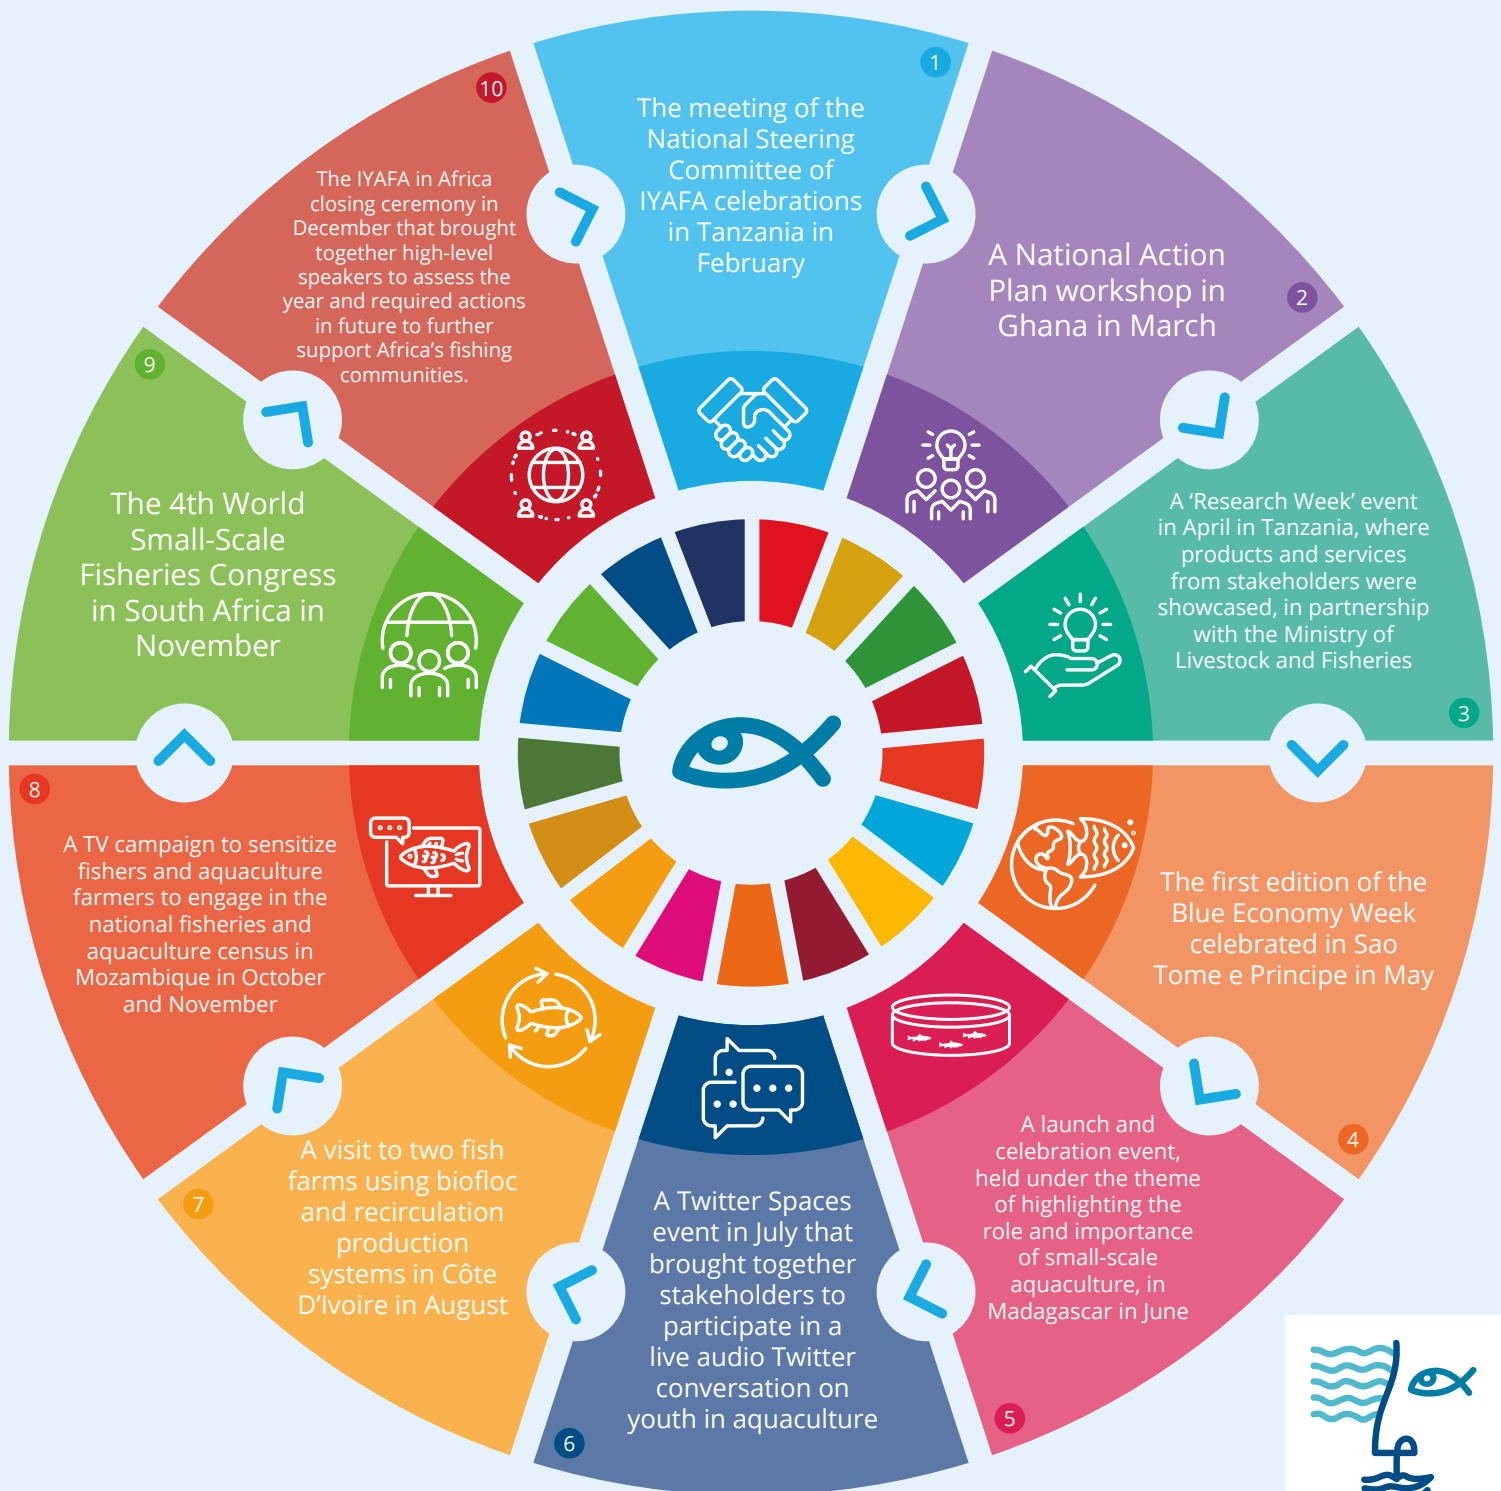 1
The meeting of the
National Steering
Committee of
IYAFA celebrations
in Tanzania in
February
2
A National Action
Plan workshop in
Ghana in March
A ‘Research Week’ event
in April in Tanzania, where
products and services
from stakeholders were
showcased, in partnership
with the Ministry of
Livestock and Fisheries
3
The first edition of the
Blue Economy Week
celebrated in Sao
Tome e Principe in May
4
A launch and
celebration event,
held under the theme
of highlighting the
role and importance
of small-scale
aquaculture, in
Madagascar in June
5
A Twitter Spaces
event in July that
brought together
stakeholders to
participate in a
live audio Twitter
conversation on
youth in aquaculture
6
A visit to two fish
farms using biofloc
and recirculation
production
systems in Côte
D’Ivoire in August
7
8
A TV campaign to sensitize
fishers and aquaculture
farmers to engage in the
national fisheries and
aquaculture census in
Mozambique in October
and November
9
The 4th World
Small-Scale
Fisheries Congress
in South Africa in
November
10
The IYAFA in Africa
closing ceremony in
December that brought
together high-level
speakers to assess the
year and required actions
in future to further
support Africa’s fishing
communities.